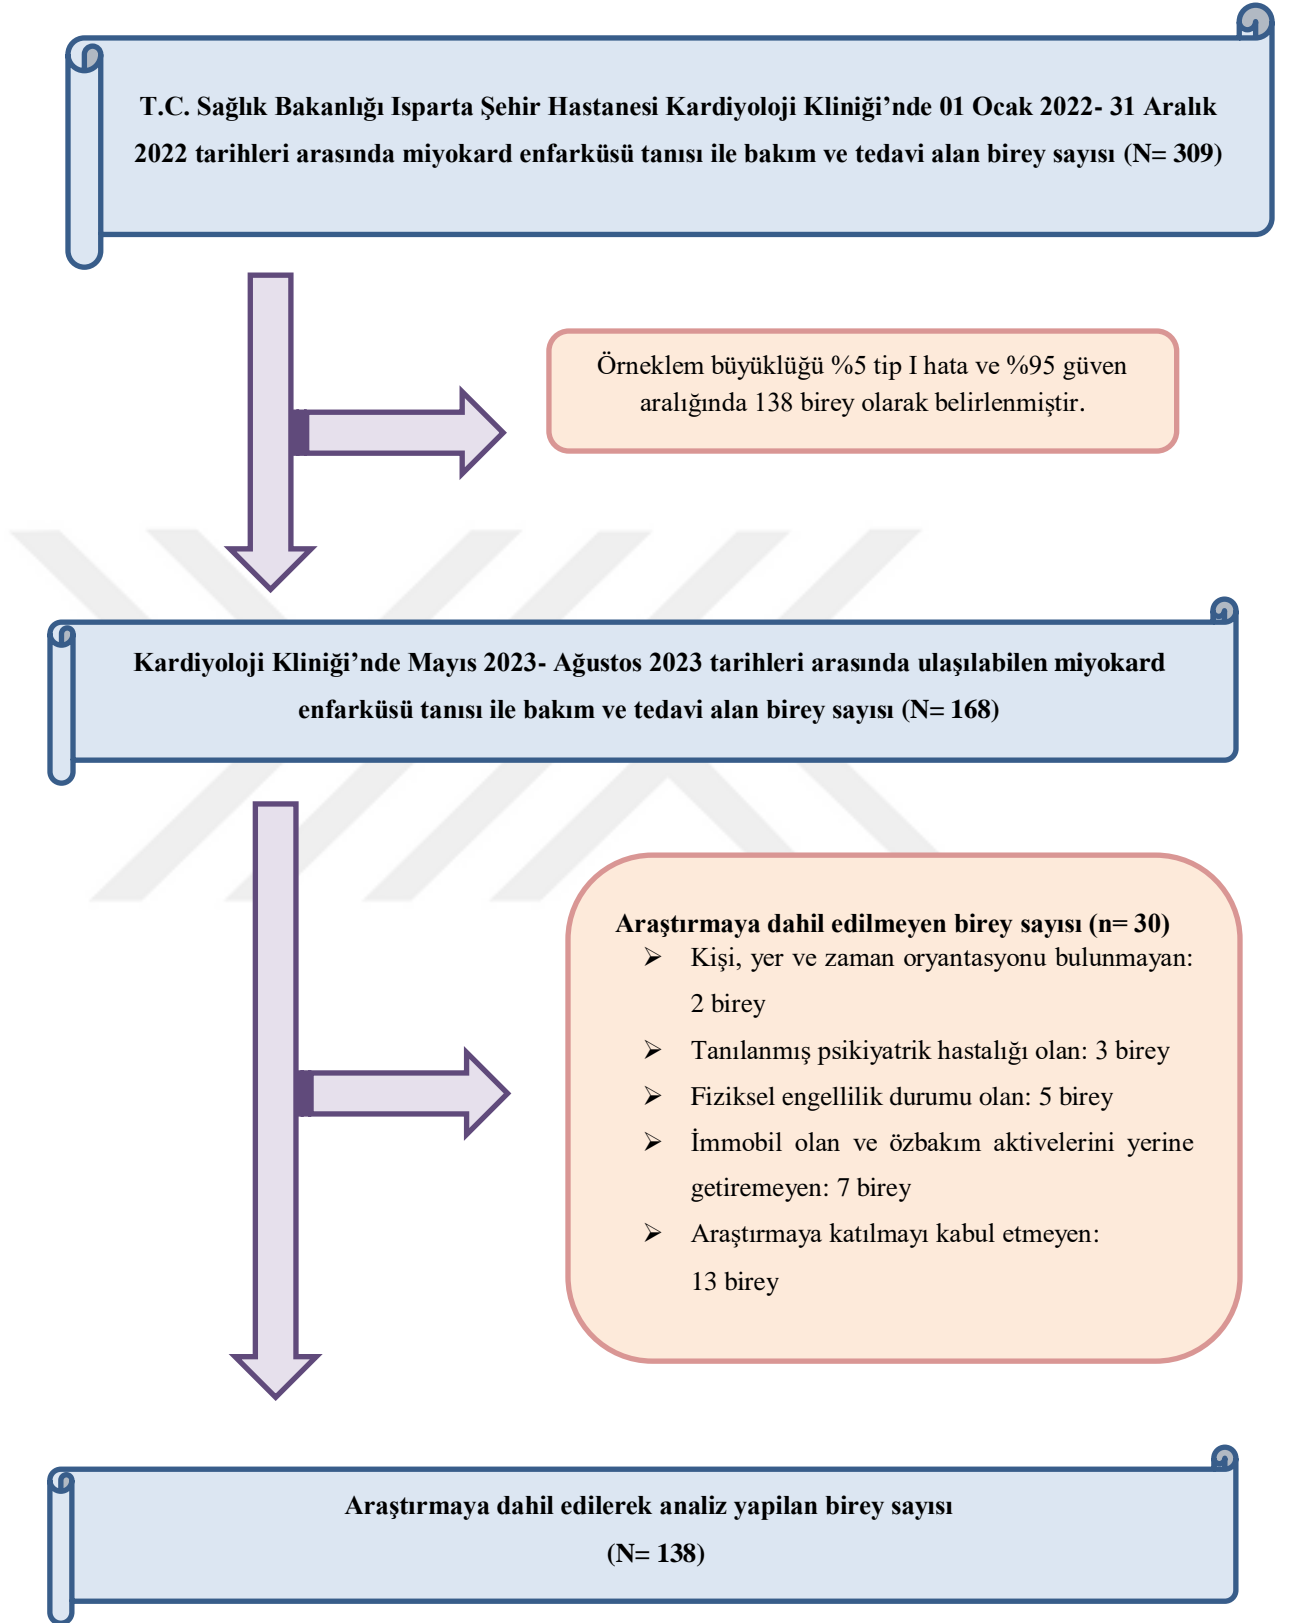 T.C. Sağlık Bakanlığı Isparta Şehir Hastanesi Kardiyoloji Kliniği’nde 01 Ocak 2022- 31 Aralık
2022 tarihleri arasında miyokard enfarküsü tanısı ile bakım ve tedavi alan birey sayısı (N= 309)
Örneklem büyüklüğü %5 tip I hata ve %95 güven
aralığında 138 birey olarak belirlenmiştir.
Kardiyoloji Kliniği’nde Mayıs 2023- Ağustos 2023 tarihleri arasında ulaşılabilen miyokard
enfarküsü tanısı ile bakım ve tedavi alan birey sayısı (N= 168)
Araştırmaya dahil edilmeyen birey sayısı (n= 30)
➢ Kişi, yer ve zaman oryantasyonu bulunmayan:
2 birey
➢ Tanılanmış psikiyatrik hastalığı olan: 3 birey
➢ Fiziksel engellilik durumu olan: 5 birey
➢ İmmobil olan ve özbakım aktivelerini yerine
getiremeyen: 7 birey
➢ Araştırmaya katılmayı kabul etmeyen:
13 birey
Araştırmaya dahil edilerek analiz yapilan birey sayısı
(N= 138)